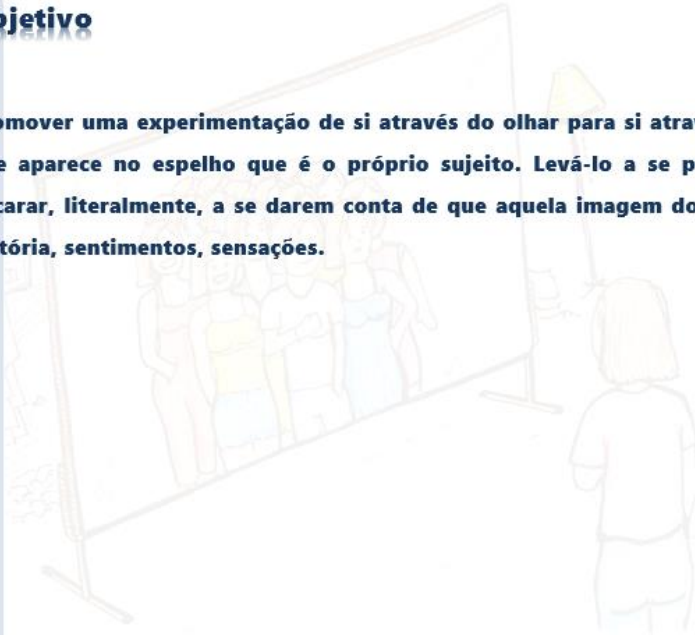 bjetivo
omover uma experimentação de si através do olhar para si atrav
e aparece no espelho que é o próprio sujeito. Levá-lo a se p
carar, literalmente, a se darem conta de que aquela imagem do
tória, sentimentos, sensações.